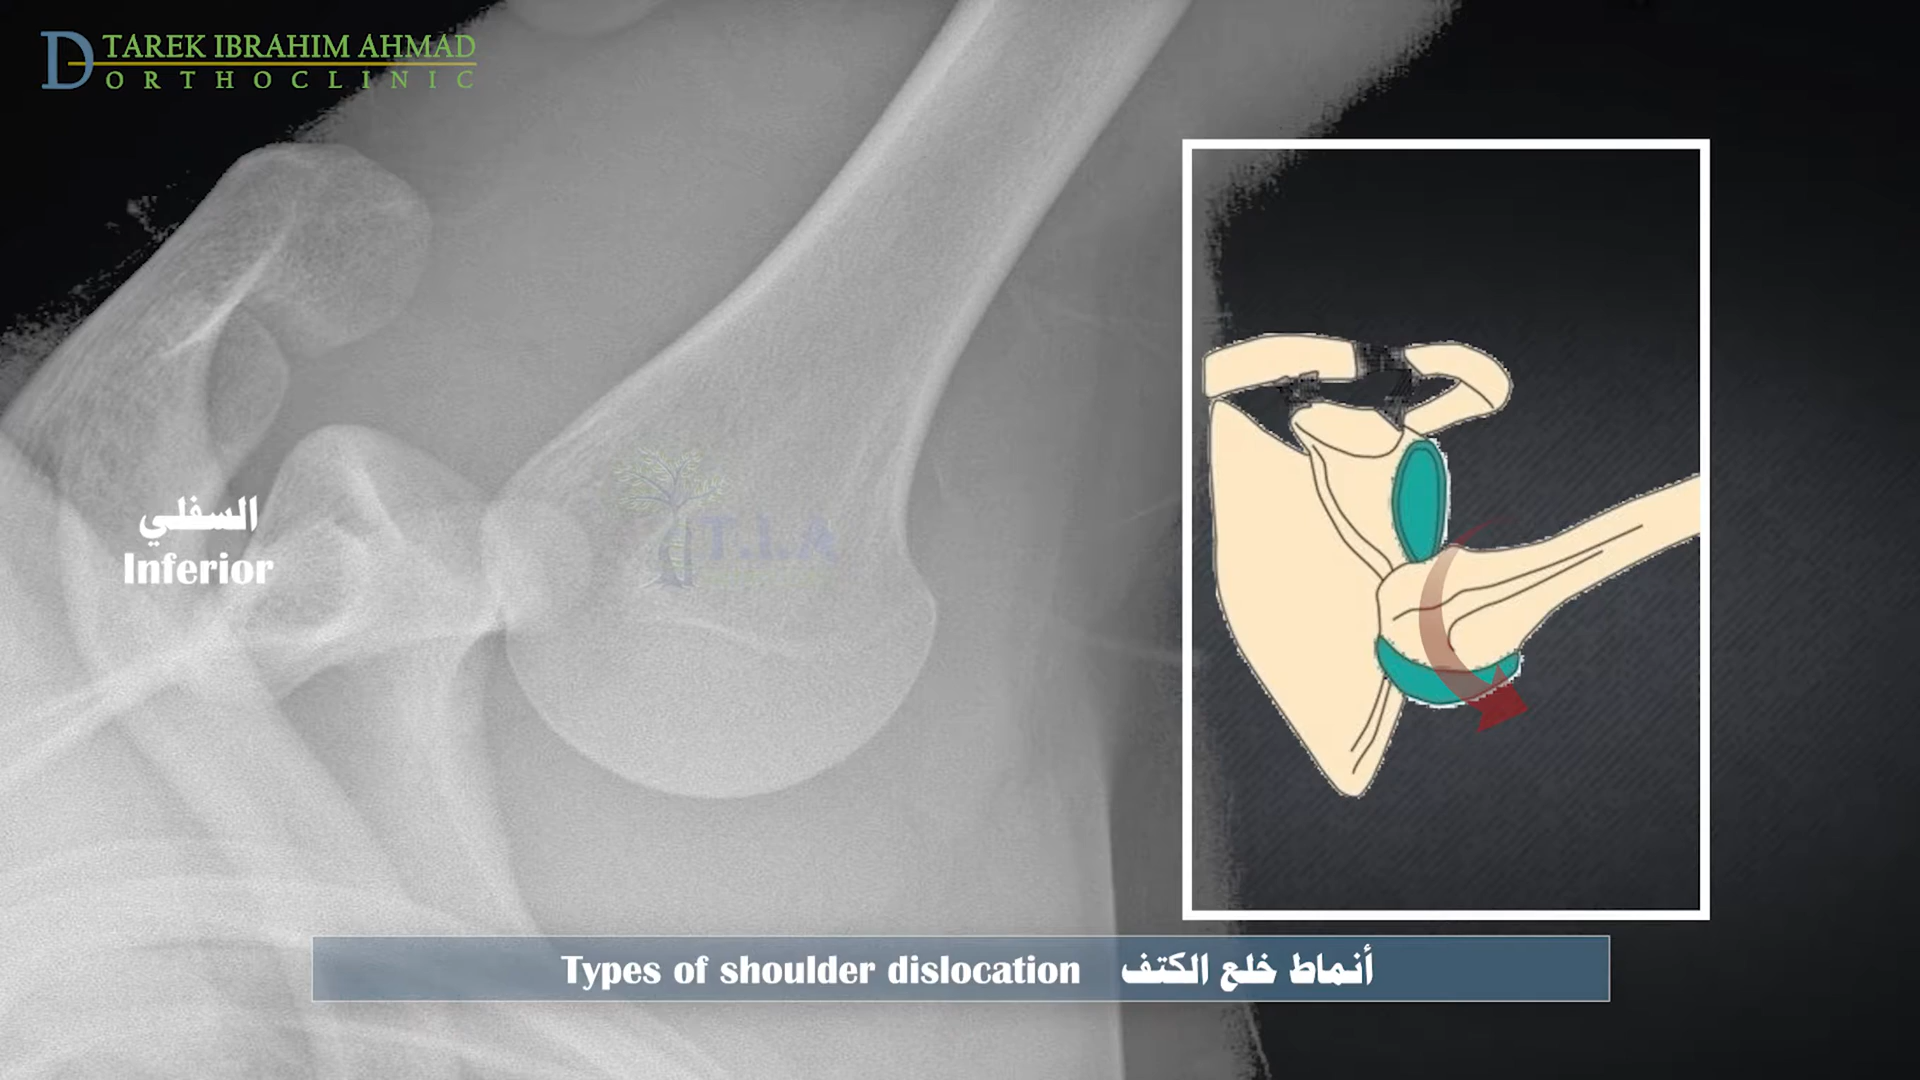 TAREK IBRAHIM AHMAD
ORTHOCLINIC
السفلي
Inferior
T.I.A
Types of shoulder dislocation أنماط خلع الكتف